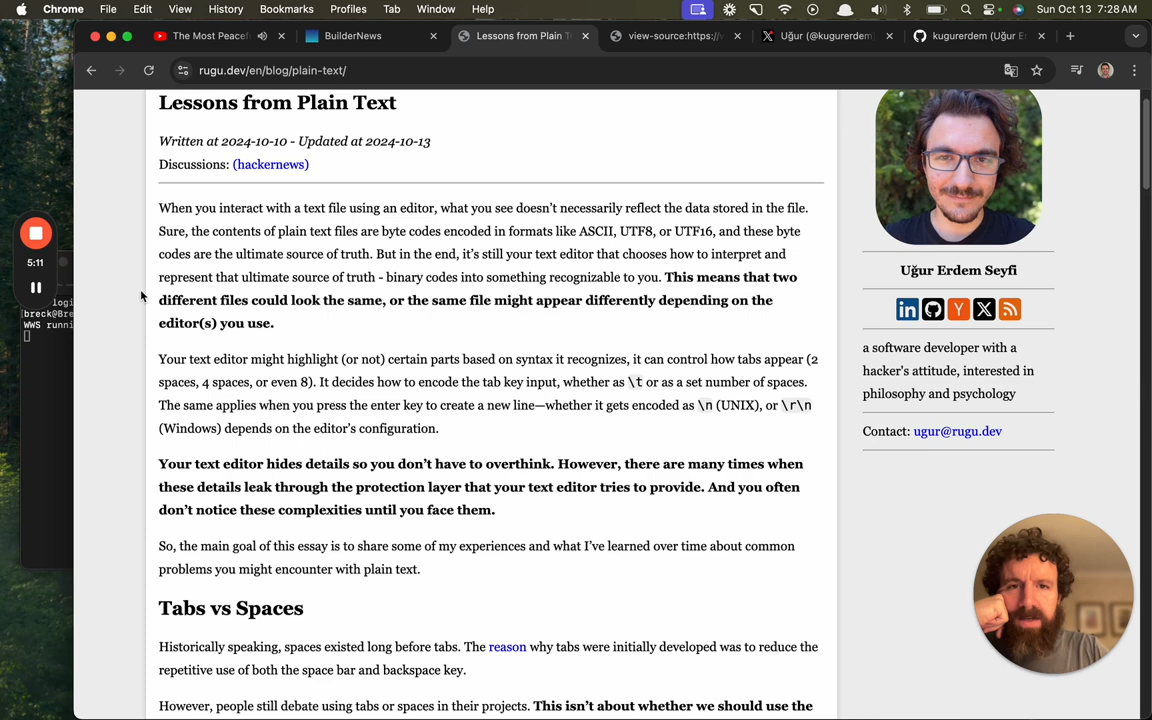 Chrome File Edit View History Bookmarks Profiles Tab Window Help Sun Oct 13 7:28 AM
The Most Peacef
BuilderNews
Lessons from Plain T
view-source:https://
Uğur (@kugurerdem)
kugurerdem (Uğur E
rugu.dev/en/blog/plain-text/
Lessons from Plain Text
Written at 2024-10-10 - Updated at 2024-10-13
Discussions: (hackernews)
When you interact with a text file using an editor, what you see doesn't necessarily reflect the data stored in the file.
Sure, the contents of plain text files are byte codes encoded in formats like ASCII, UTF8, or UTF16, and these byte
codes are the ultimate source of truth. But in the end, it's still your text editor that chooses how to interpret and
represent that ultimate source of truth - binary codes into something recognizable to you. This means that two
different files could look the same, or the same file might appear differently depending on the
editor(s) you use.
Your text editor might highlight (or not) certain parts based on syntax it recognizes, it can control how tabs appear (2
spaces, 4 spaces, or even 8). It decides how to encode the tab key input, whether as \t or as a set number of spaces.
The same applies when you press the enter key to create a new line—whether it gets encoded as \n (UNIX), or \r\n
(Windows) depends on the editor's configuration.
Your text editor hides details so you don't have to overthink. However, there are many times when
these details leak through the protection layer that your text editor tries to provide. And you often
don't notice these complexities until you face them.
So, the main goal of this essay is to share some of my experiences and what I've learned over time about common
problems you might encounter with plain text.
Tabs vs Spaces
Historically speaking, spaces existed long before tabs. The reason why tabs were initially developed was to reduce the
repetitive use of both the space bar and backspace key.
However, people still debate using tabs or spaces in their projects. This isn't about whether we should use the
Uğur Erdem Seyfi
a software developer with a
hacker's attitude, interested in
philosophy and psychology
Contact: ugur@rugu.dev
5:11
logi
breck@Bre
WWS runni